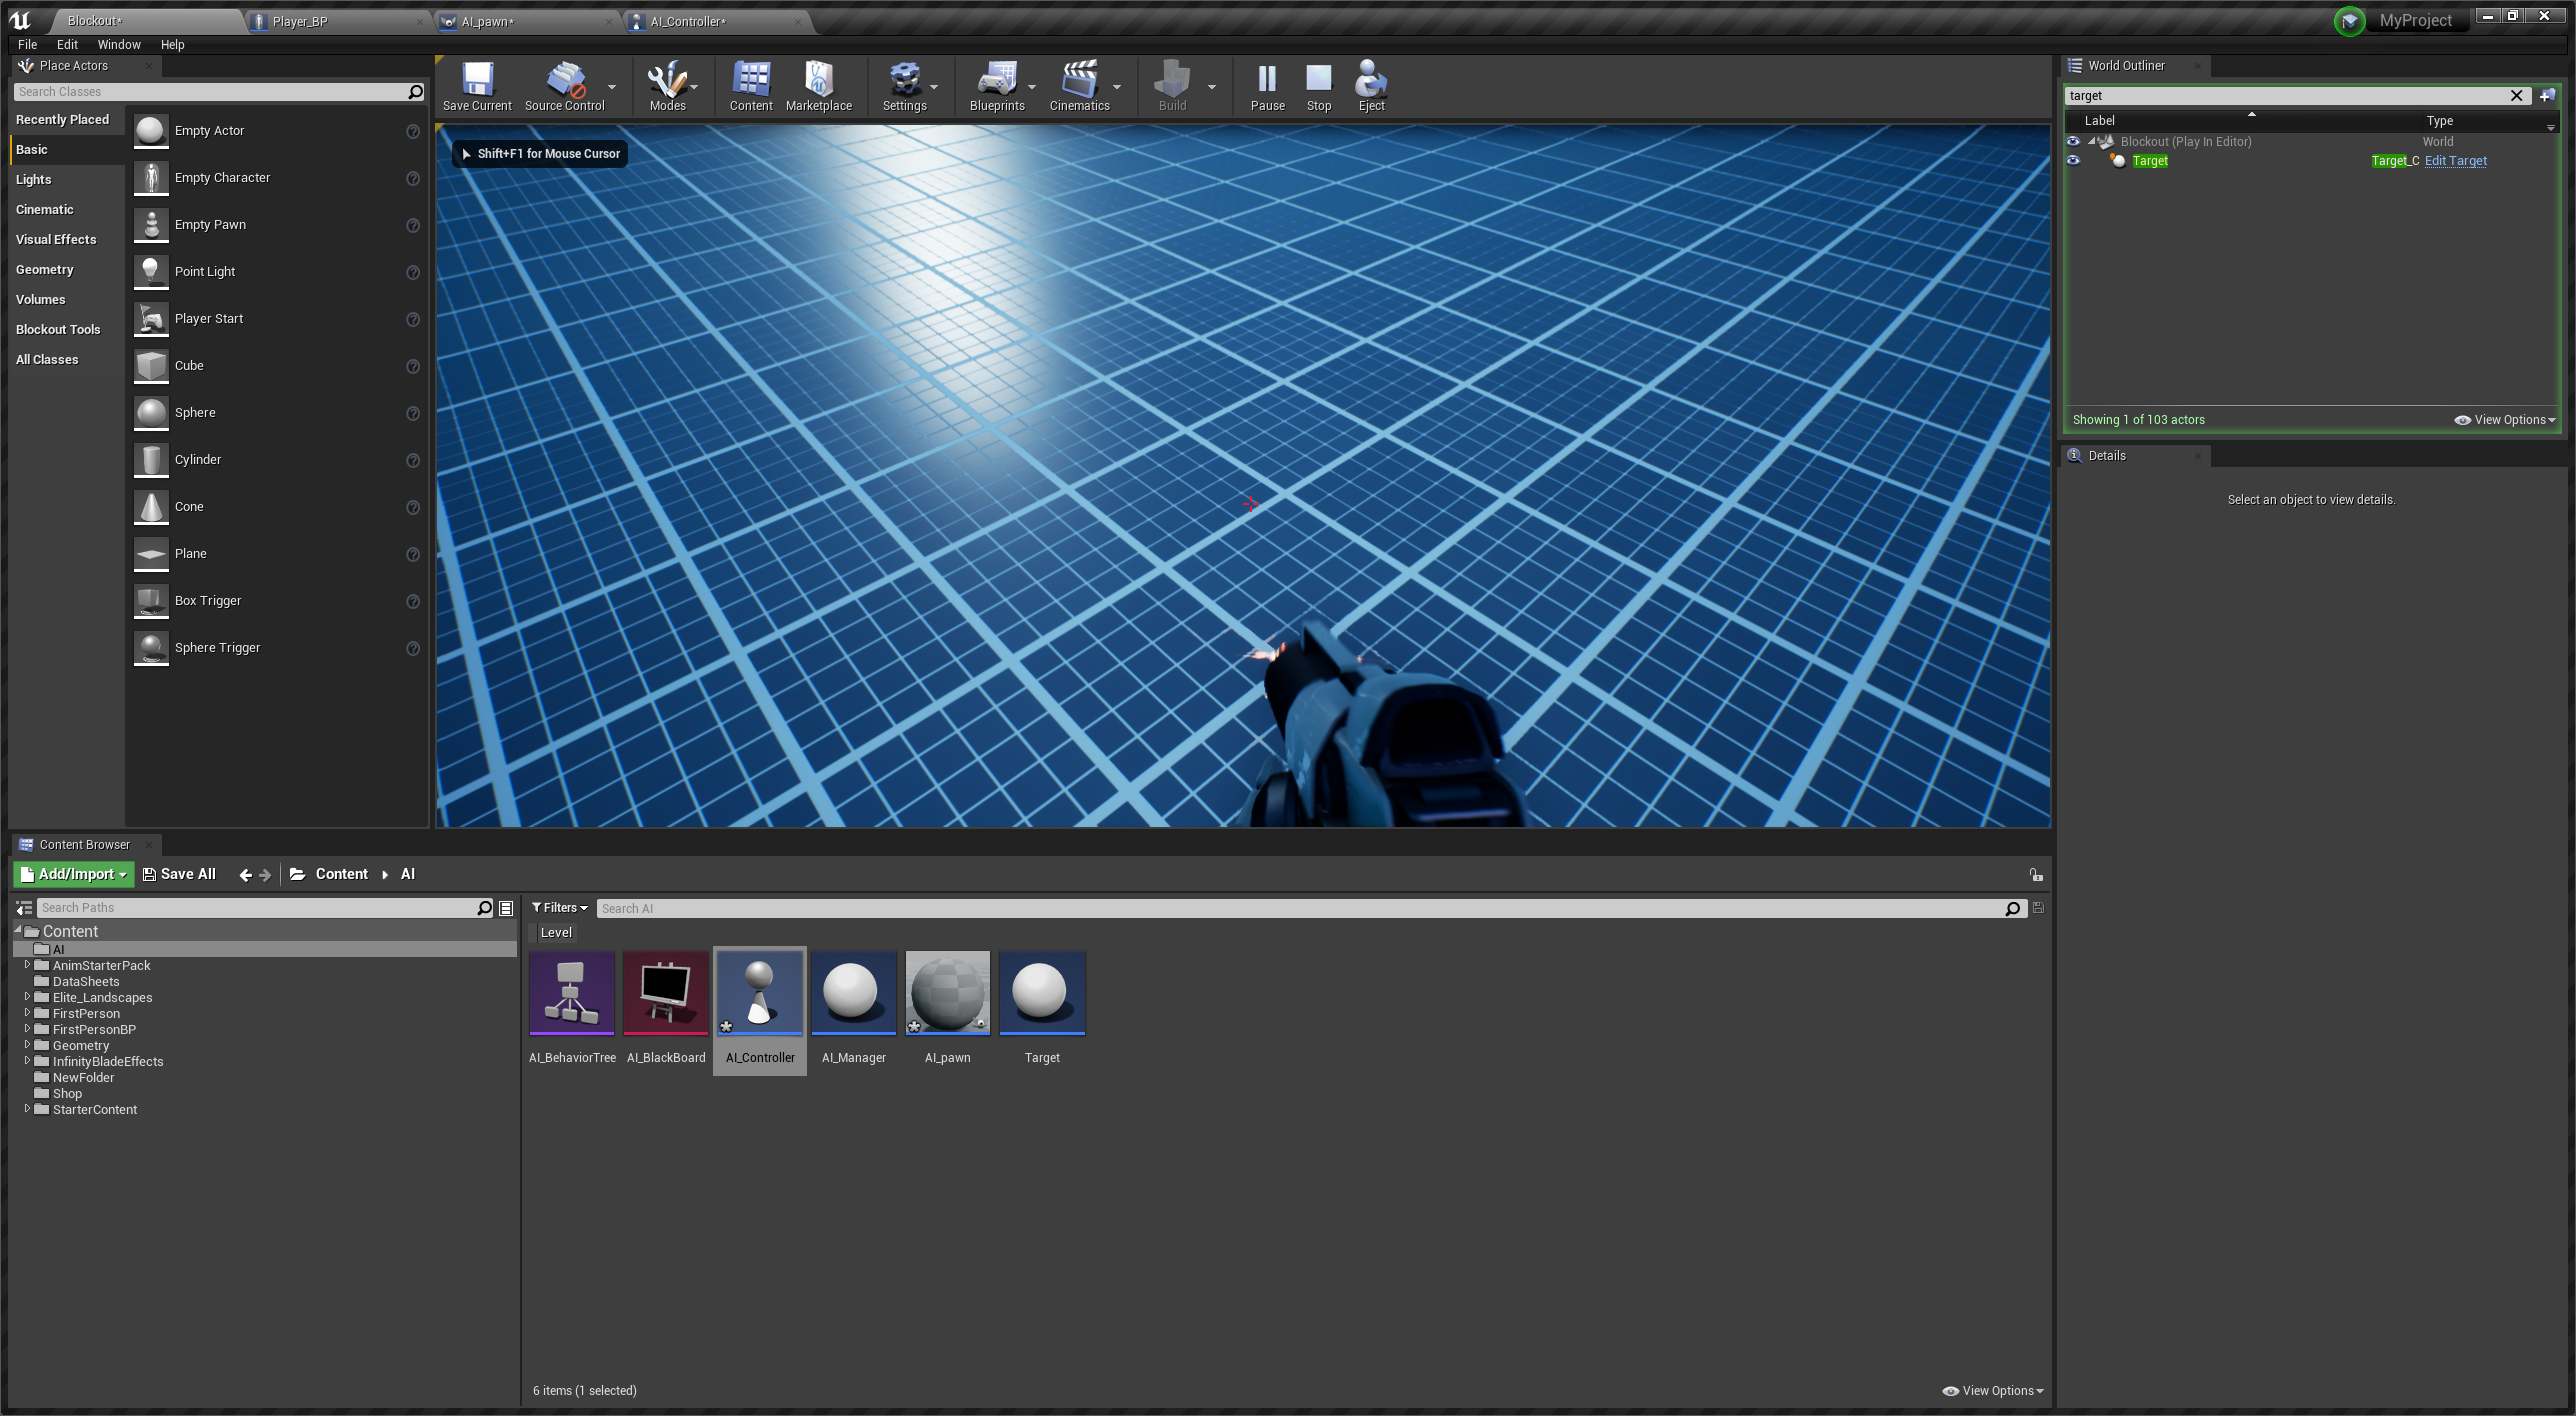 Blockout*
Player_BP
AI_pawn*
AI_Controller*
MyProject
File Edit Window Help
Place Actors
Search Classes
Recently Placed
Basic
Lights
Cinematic
Visual Effects
Geometry
Volumes
Blockout Tools
All Classes
Empty Actor
Empty Character
Empty Pawn
Point Light
Player Start
Cube
Sphere
Cylinder
Cone
Plane
Box Trigger
Sphere Trigger
Save Current
Source Control
Modes
Content
Marketplace
Settings
Blueprints
Cinematics
Build
Pause
Stop
Eject
Shift+F1 for Mouse Cursor
World Outliner
target
Label Type
Blockout (Play In Editor) World
Target Target_C Edit Target
Showing 1 of 103 actors View Options
Details
Select an object to view details.
Content Browser
Add/Import Save All Content AI
Search Paths
Content
AI
AnimStarterPack
DataSheets
Elite_Landscapes
FirstPerson
FirstPersonBP
Geometry
InfinityBladeEffects
NewFolder
Shop
StarterContent
Filters Search AI
Level
AI_BehaviorTree
AI_BlackBoard
AI_Controller
AI_Manager
AI_pawn
Target
6 items (1 selected) View Options